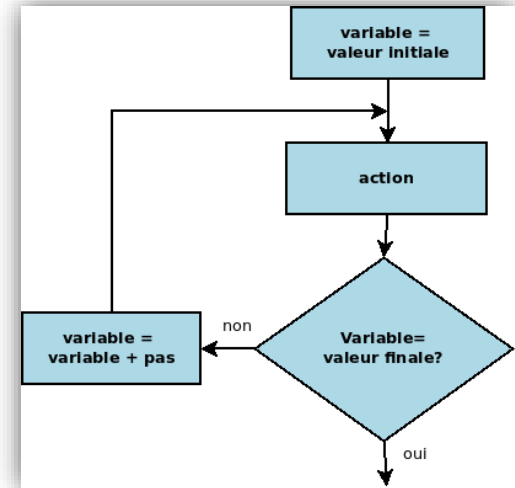 variable =
valeur initiale
action
Variable=
valeur finale?
non
variable =
variable + pas
oui